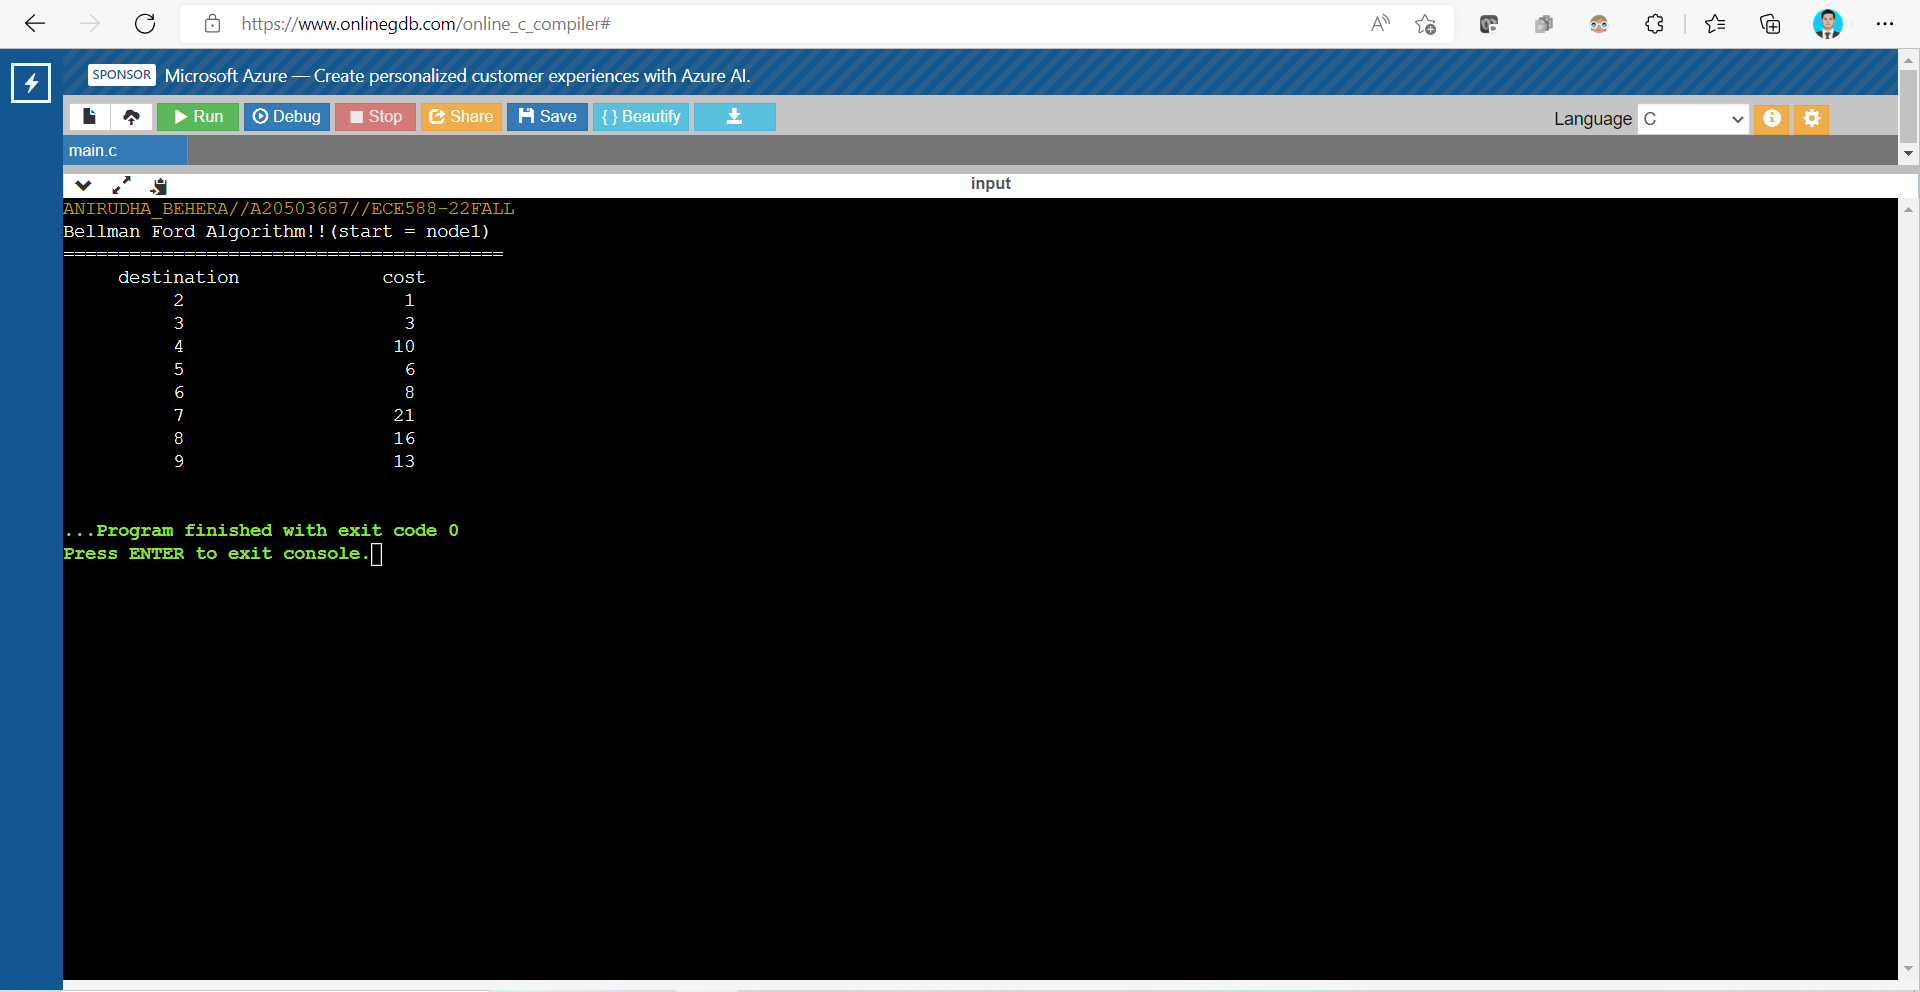 https://www.onlinegdb.com/online_c_compiler#
SPONSOR Microsoft Azure — Create personalized customer experiences with Azure AI.
Run Debug Stop Share Save { } Beautify Language C
main.c
input
ANIRUDHA_BEHERA//A20503687//ECE588-22FALL
Bellman Ford Algorithm!!(start = node1)
========================================
destination cost
2 1
3 3
4 10
5 6
6 8
7 21
8 16
9 13
...Program finished with exit code 0
Press ENTER to exit console.